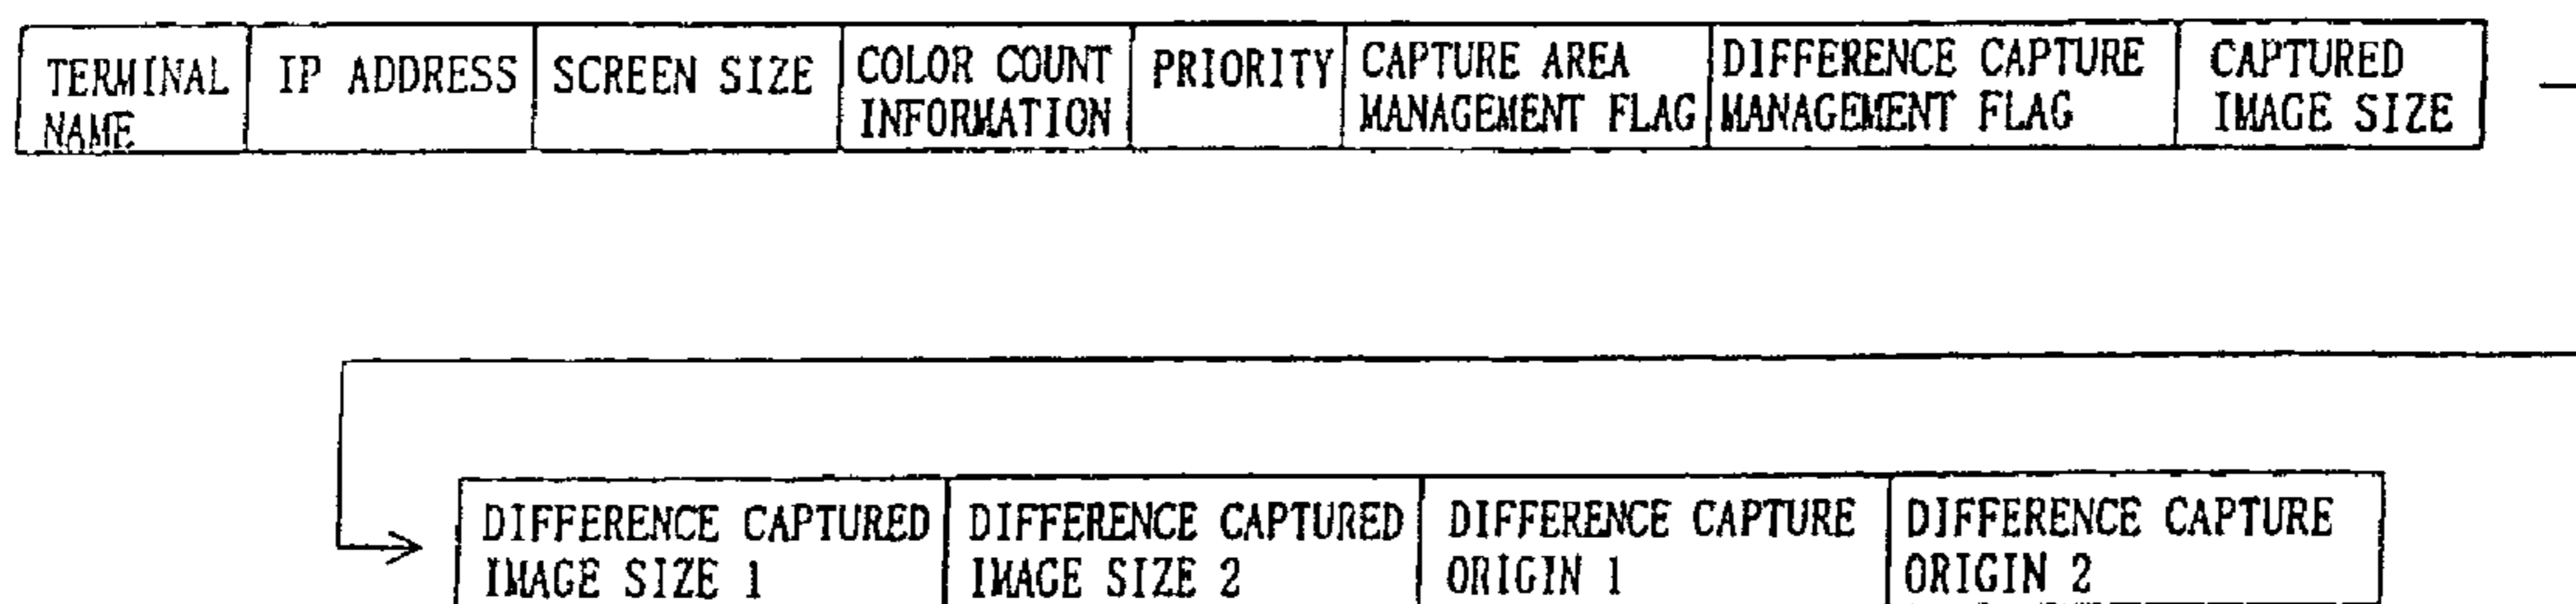 TERMINAL
NAME
IP ADDRESS
SCREEN SIZE
COLOR COUNT
INFORMATION
PRIORITY
CAPTURE AREA
MANAGEMENT FLAG
DIFFERENCE CAPTURE
MANAGEMENT FLAG
CAPTURED
IMAGE SIZE
DIFFERENCE CAPTURED
IMAGE SIZE 1
DIFFERENCE CAPTURED
IMAGE SIZE 2
DIFFERENCE CAPTURE
ORIGIN 1
DIFFERENCE CAPTURE
ORIGIN 2